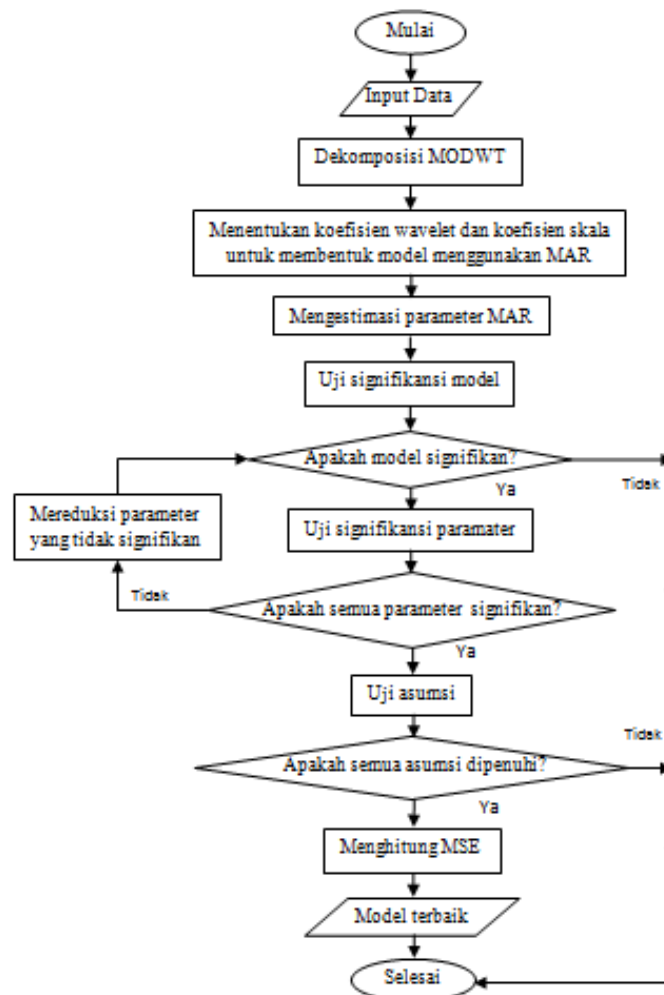 Mulai
Input Data
Dekomposisi MODWT
Menentukan koefisien wavelet dan koefisien skala
untuk membentuk model menggunakan MAR
Mengestimasi parameter MAR
Uji signifikansi model
Apakah model signifikan?
Ya
Tidak
Mereduksi parameter
yang tidak signifikan
Uji signifikansi paramater
Tidak
Apakah semua parameter signifikan?
Ya
Uji asumsi
Tidak
Apakah semua asumsi dipenuhi?
Ya
Menghitung MSE
Model terbaik
Selesai